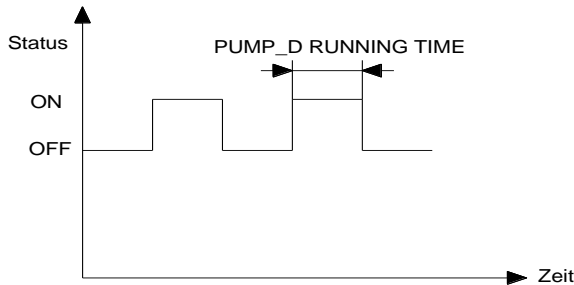 Status
PUMP_D RUNNING TIME
ON
OFF
Zeit